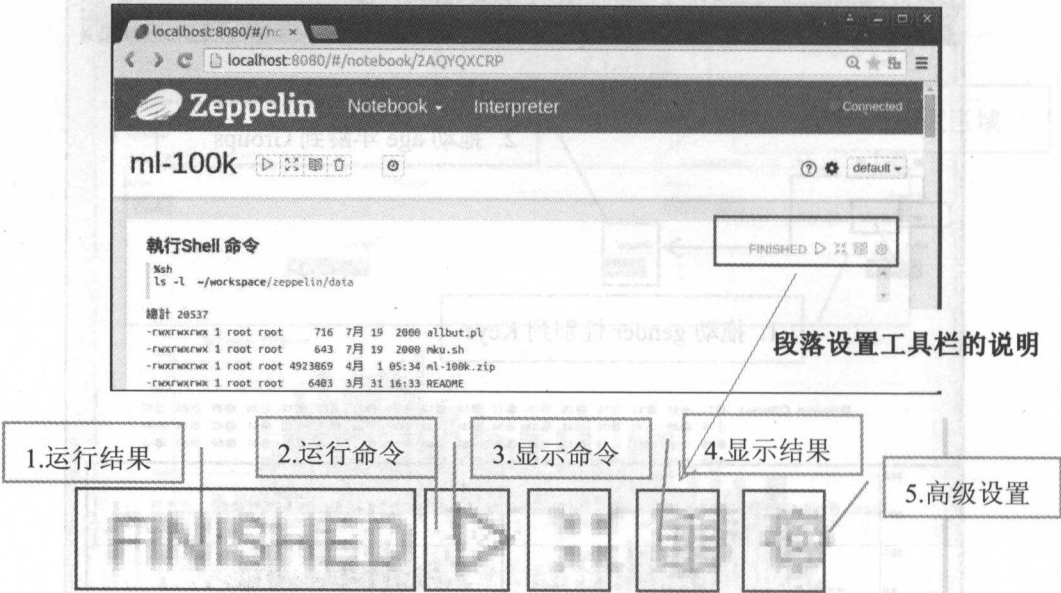 localhost:8080/#/no ×
localhost:8080/#/notebook/2AQYQXCRP
Zeppelin Notebook Interpreter Connected
ml-100k default
執行Shell 命令
FINISHED
%sh
ls -l ~/workspace/zeppelin/data
總計 20537
-rwxrwxrwx 1 root root 716 7月 19 2000 allbut.pl
-rwxrwxrwx 1 root root 643 7月 19 2000 mku.sh
-rwxrwxrwx 1 root root 4923869 4月 1 05:34 ml-100k.zip
-rwxrwxrwx 1 root root 6403 3月 31 16:33 README
段落设置工具栏的说明
1.运行结果
2.运行命令
3.显示命令
4.显示结果
5.高级设置
FINISHED